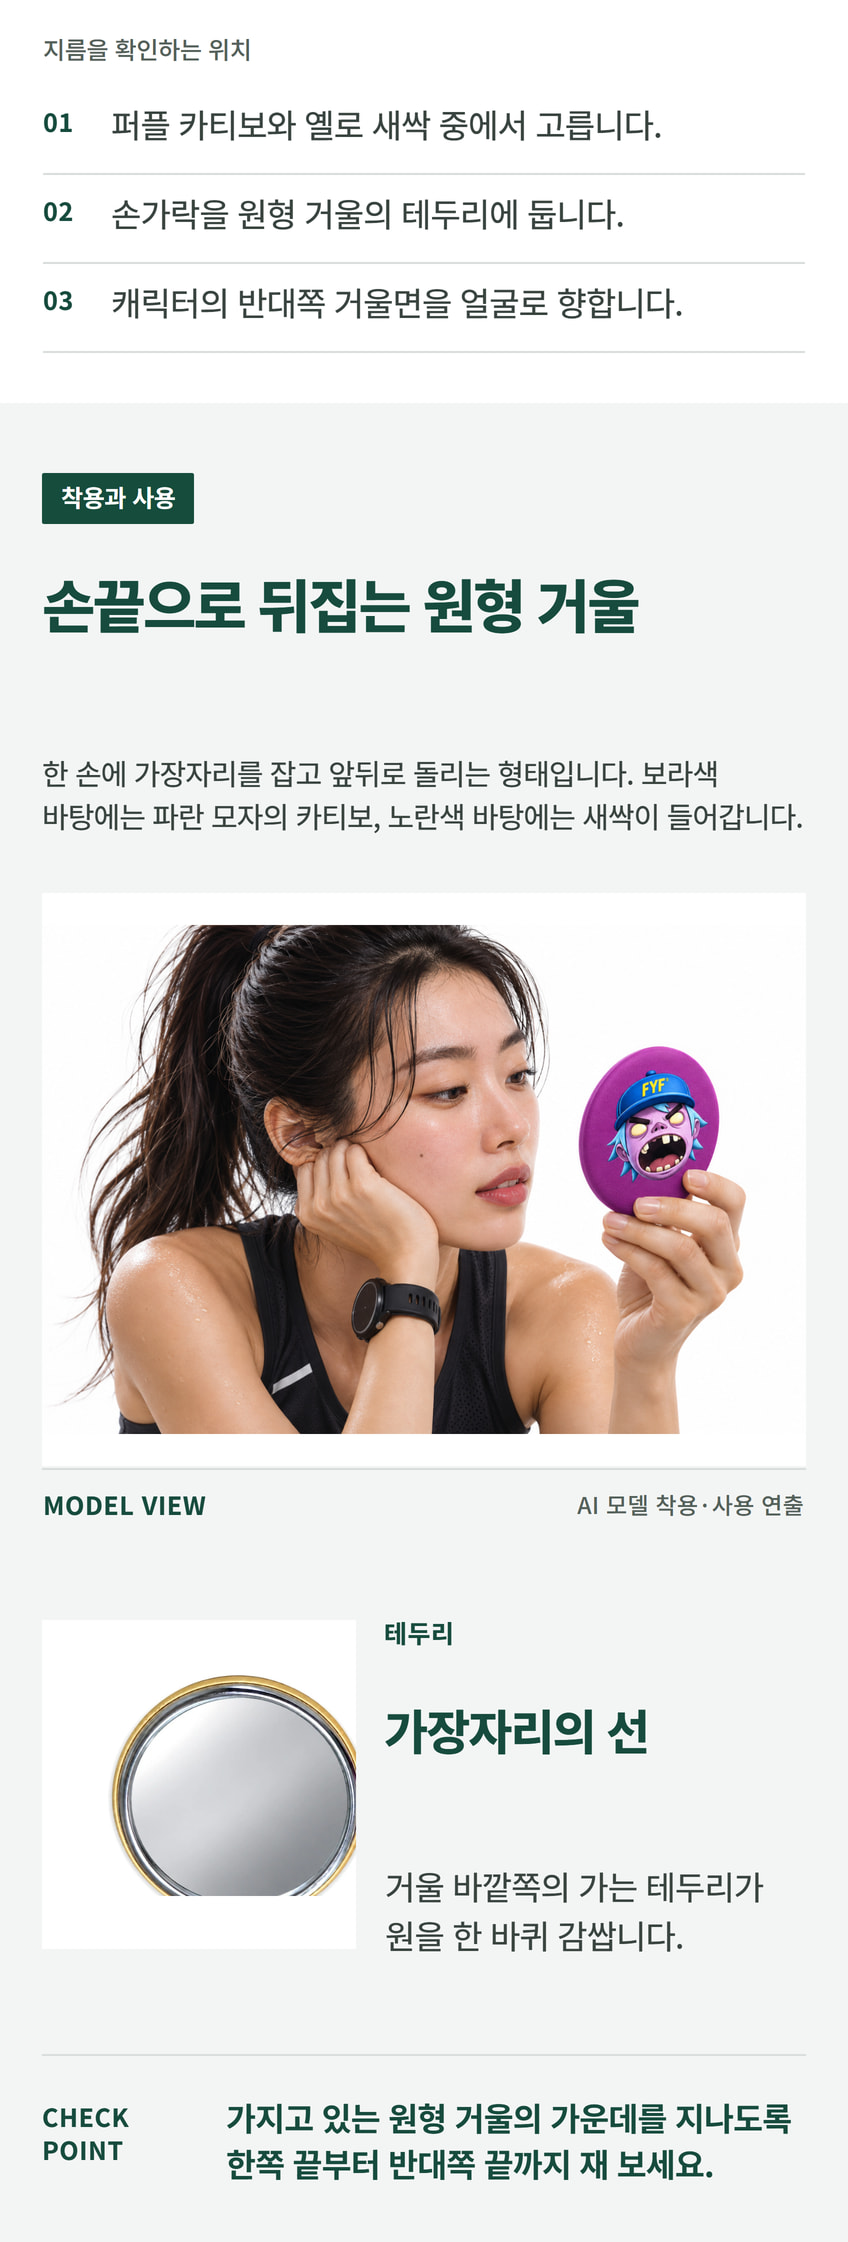 지름을 확인하는 위치
01 퍼플 카티보와 옐로 새싹 중에서 고릅니다.
02 손가락을 원형 거울의 테두리에 둡니다.
03 캐릭터의 반대쪽 거울면을 얼굴로 향합니다.
착용과 사용
손끝으로 뒤집는 원형 거울
한 손에 가장자리를 잡고 앞뒤로 돌리는 형태입니다. 보라색
바탕에는 파란 모자의 카티보, 노란색 바탕에는 새싹이 들어갑니다.
FYF
MODEL VIEW
AI 모델 착용·사용 연출
테두리
가장자리의 선
거울 바깥쪽의 가는 테두리가
원을 한 바퀴 감쌉니다.
CHECK
POINT
가지고 있는 원형 거울의 가운데를 지나도록
한쪽 끝부터 반대쪽 끝까지 재 보세요.